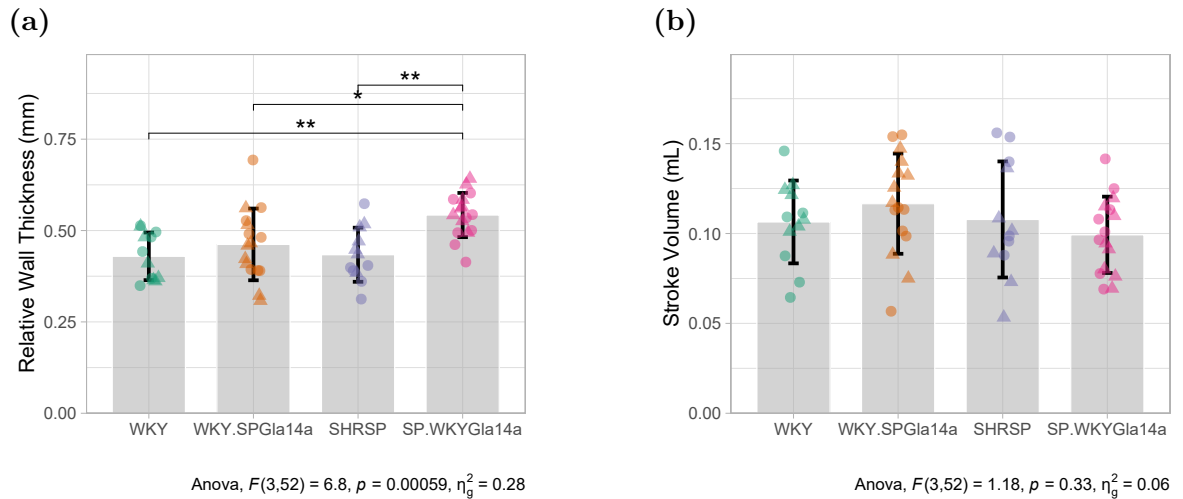 (a)
Relative Wall Thickness (mm)
0.75
0.50
0.25
0.00
**
*
**
WKY WKY.SPGla14a SHRSP SP.WKYGla14a
Anova, F(3,52) = 6.8, p = 0.00059, η²g = 0.28
(b)
Stroke Volume (mL)
0.15
0.10
0.05
0.00
WKY WKY.SPGla14a SHRSP SP.WKYGla14a
Anova, F(3,52) = 1.18, p = 0.33, η²g = 0.06